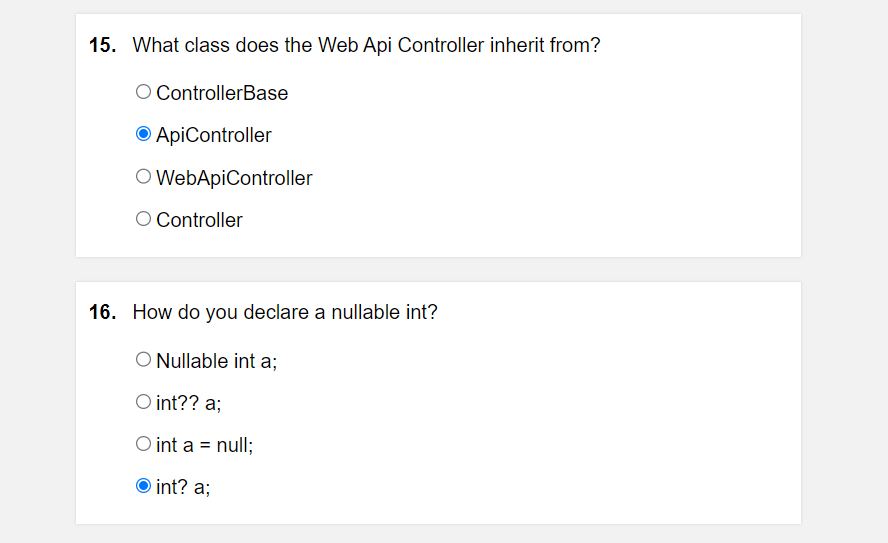 15. What class does the Web Api Controller inherit from?
ControllerBase
ApiController
WebApiController
Controller
16. How do you declare a nullable int?
Nullable int a;
int?? a;
int a = null;
int? a;